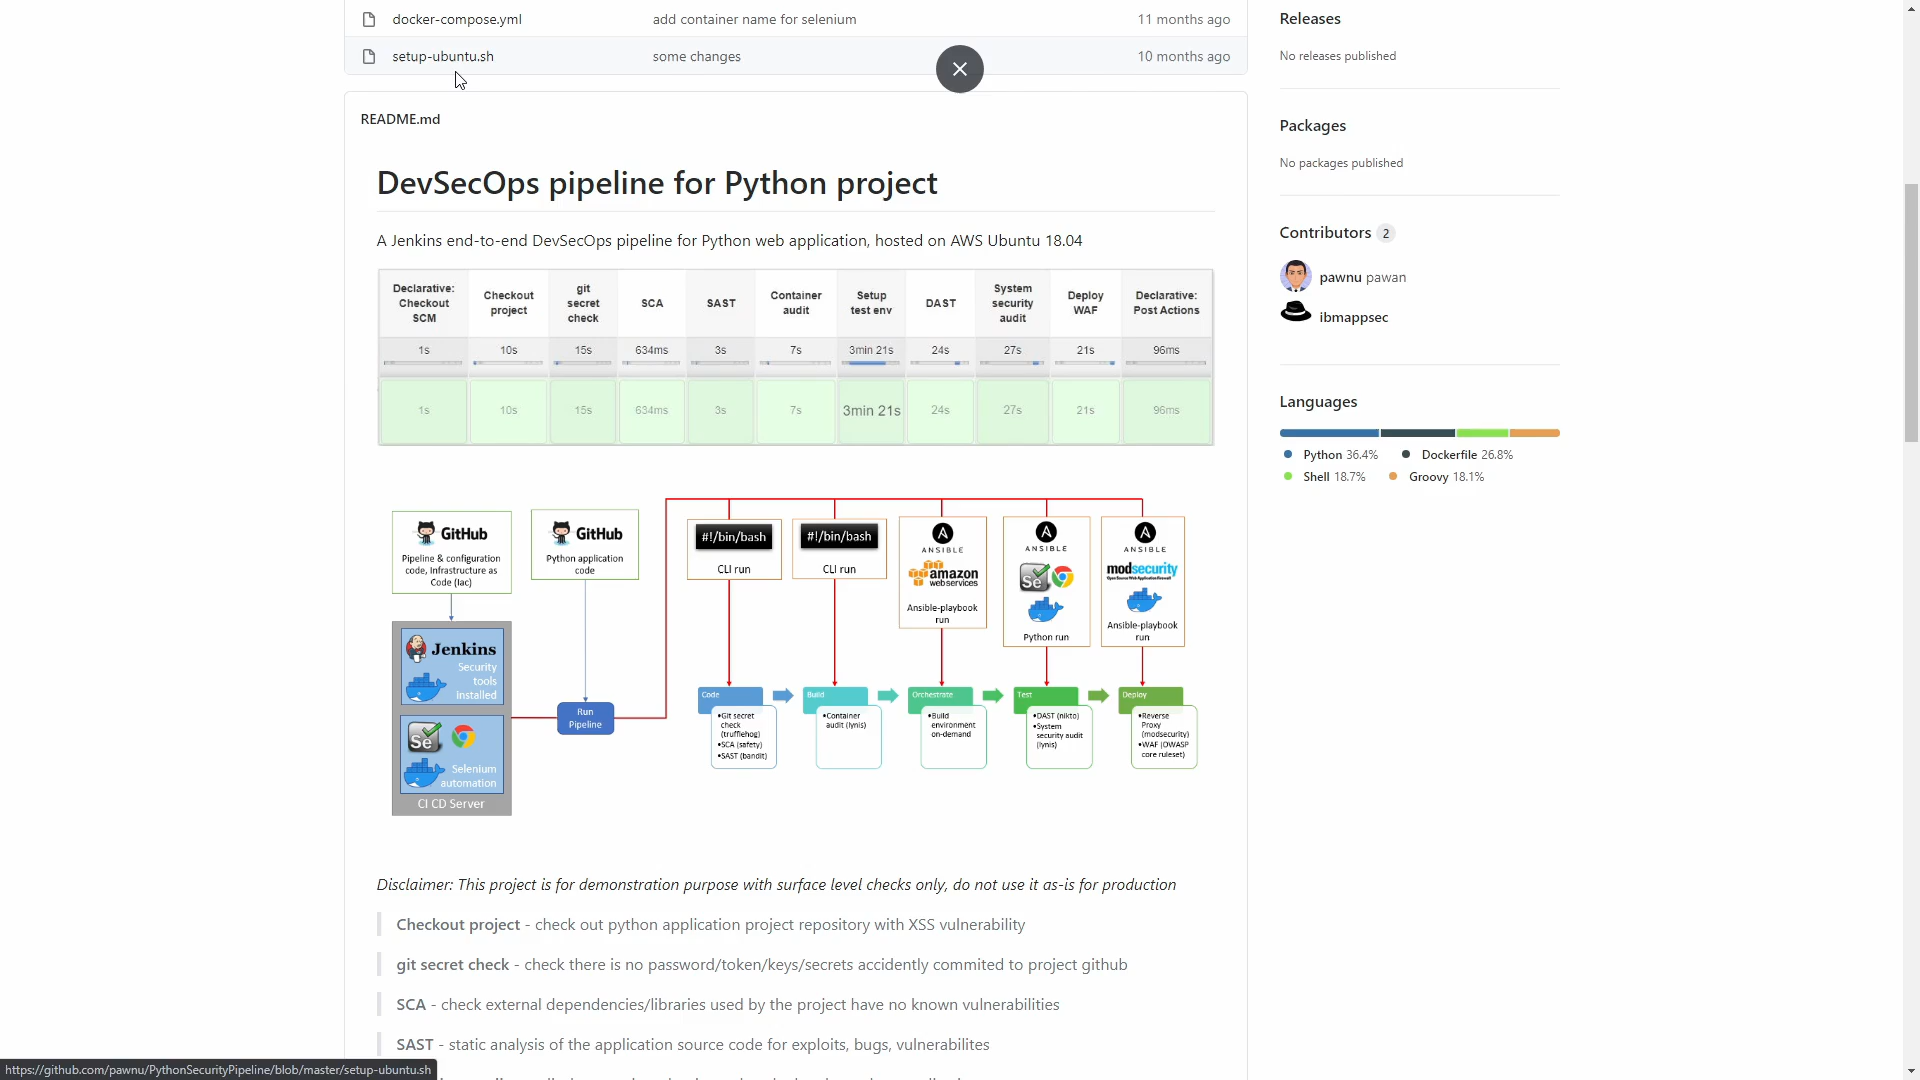 docker-compose.yml add container name for selenium 11 months ago
setup-ubuntu.sh some changes 10 months ago
README.md
DevSecOps pipeline for Python project
A Jenkins end-to-end DevSecOps pipeline for Python web application, hosted on AWS Ubuntu 18.04
Declarative:
Checkout
SCM
Checkout
project
git
secret
check
SCA
SAST
Container
audit
Setup
test env
DAST
System
security
audit
Deploy
WAF
Declarative:
Post Actions
1s 10s 15s 634ms 3s 7s 3min 21s 24s 27s 21s 96ms
1s 10s 15s 634ms 3s 7s 3min 21s 24s 27s 21s 96ms
GitHub
Pipeline & configuration
code, Infrastructure as
Code (Iac)
GitHub
Python application
code
#!/bin/bash
CLI run
#!/bin/bash
CLI run
ANSIBLE
amazon
webservices
Ansible-playbook
run
ANSIBLE
Se
Python run
ANSIBLE
modsecurity
Open Source Web Application Firewall
Ansible-playbook
run
Jenkins
Security
tools
installed
Se
Selenium
automation
CI CD Server
Run
Pipeline
Code
•Git secret
check
(trufflehog)
•SCA (safety)
•SAST (bandit)
Build
•Container
audit (lynis)
Orchestrate
•Build
environment
on-demand
Test
•DAST (nikto)
•System
security audit
(lynis)
Deploy
•Reverse
Proxy
(modsecurity)
•WAF (OWASP
core ruleset)
Disclaimer: This project is for demonstration purpose with surface level checks only, do not use it as-is for production
Checkout project - check out python application project repository with XSS vulnerability
git secret check - check there is no password/token/keys/secrets accidently commited to project github
SCA - check external dependencies/libraries used by the project have no known vulnerabilities
SAST - static analysis of the application source code for exploits, bugs, vulnerabilites
Releases
No releases published
Packages
No packages published
Contributors 2
pawnu pawan
ibmappsec
Languages
Python 36.4% Dockerfile 26.8%
Shell 18.7% Groovy 18.1%
https://github.com/pawnu/PythonSecurityPipeline/blob/master/setup-ubuntu.sh